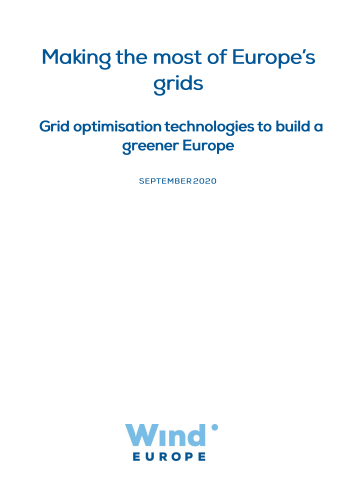 Making the most of Europe's
grids
Grid optimisation technologies to build a
greener Europe
SEPTEMBER 2020
Wind
EUROPE